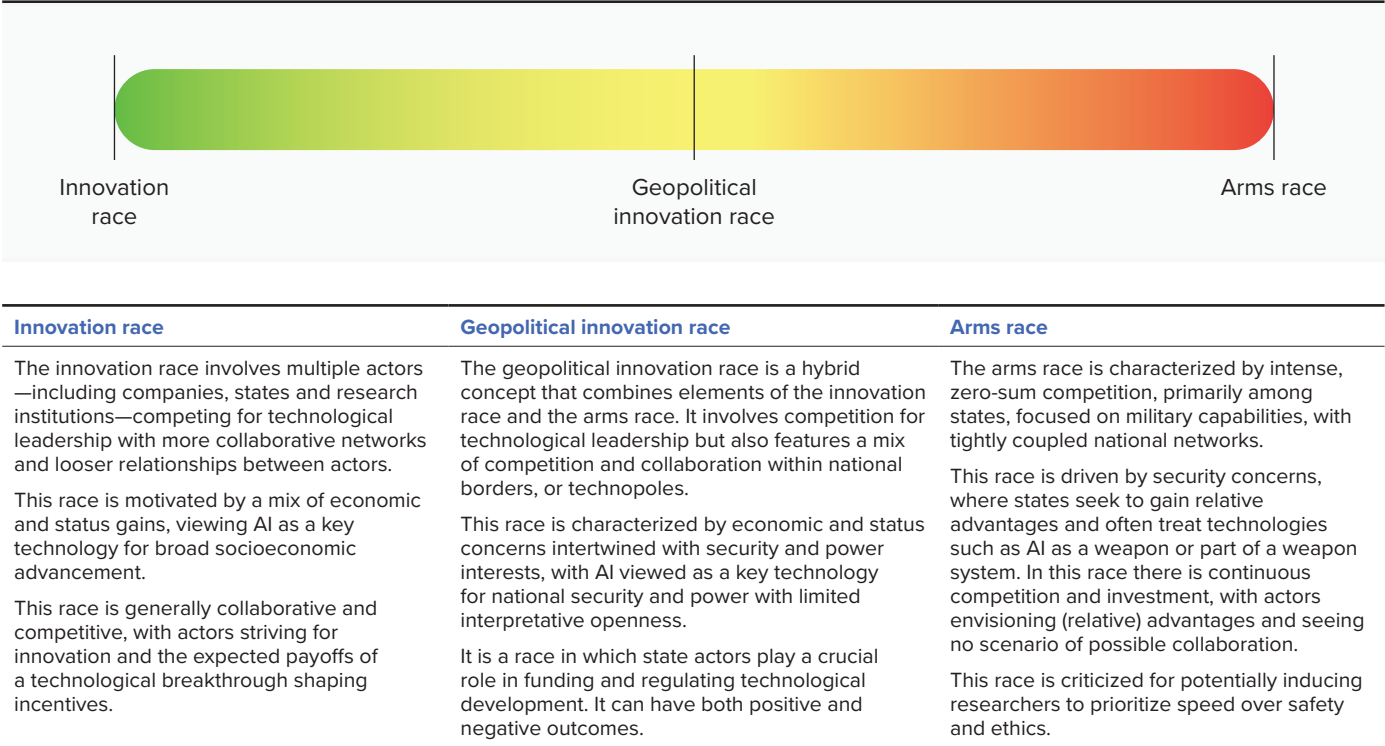 Innovation
race
Geopolitical
innovation race
Arms race
Innovation race
The innovation race involves multiple actors
—including companies, states and research
institutions—competing for technological
leadership with more collaborative networks
and looser relationships between actors.
This race is motivated by a mix of economic
and status gains, viewing AI as a key
technology for broad socioeconomic
advancement.
This race is generally collaborative and
competitive, with actors striving for
innovation and the expected payoffs of
a technological breakthrough shaping
incentives.
Geopolitical innovation race
The geopolitical innovation race is a hybrid
concept that combines elements of the innovation
race and the arms race. It involves competition for
technological leadership but also features a mix
of competition and collaboration within national
borders, or technopoles.
This race is characterized by economic and status
concerns intertwined with security and power
interests, with AI viewed as a key technology
for national security and power with limited
interpretative openness.
It is a race in which state actors play a crucial
role in funding and regulating technological
development. It can have both positive and
negative outcomes.
Arms race
The arms race is characterized by intense,
zero-sum competition, primarily among
states, focused on military capabilities, with
tightly coupled national networks.
This race is driven by security concerns,
where states seek to gain relative
advantages and often treat technologies
such as AI as a weapon or part of a weapon
system. In this race there is continuous
competition and investment, with actors
envisioning (relative) advantages and seeing
no scenario of possible collaboration.
This race is criticized for potentially inducing
researchers to prioritize speed over safety
and ethics.